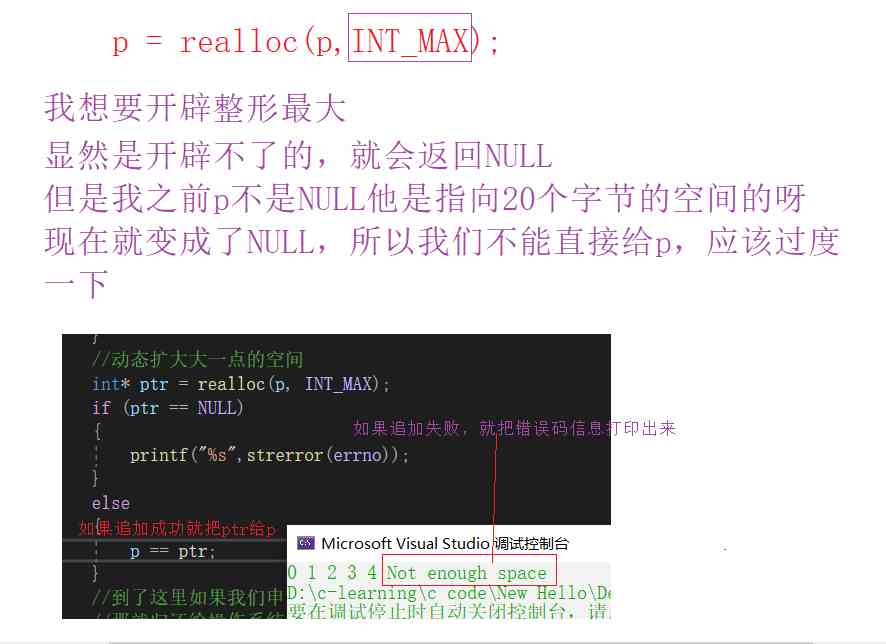 p = realloc(p,INT_MAX);
我想要开辟整形最大
显然是开辟不了的，就会返回NULL
但是我之前p不是NULL他是指向20个字节的空间的呀
现在就变成了NULL，所以我们不能直接给p，应该过度
一下
}
//动态扩大大一点的空间
int* ptr = realloc(p, INT_MAX);
if (ptr == NULL)
{
如果追加失败，就把错误码信息打印出来
printf("%s",strerror(errno));
}
else
{
如果追加成功就把ptr给p
p == ptr;
}
Microsoft Visual Studio 调试控制台
0 1 2 3 4 Not enough space
//到了这里如果我们申
D:\c-learning\c code\New Hello\De
要在调试停止时自动关闭控制台，请